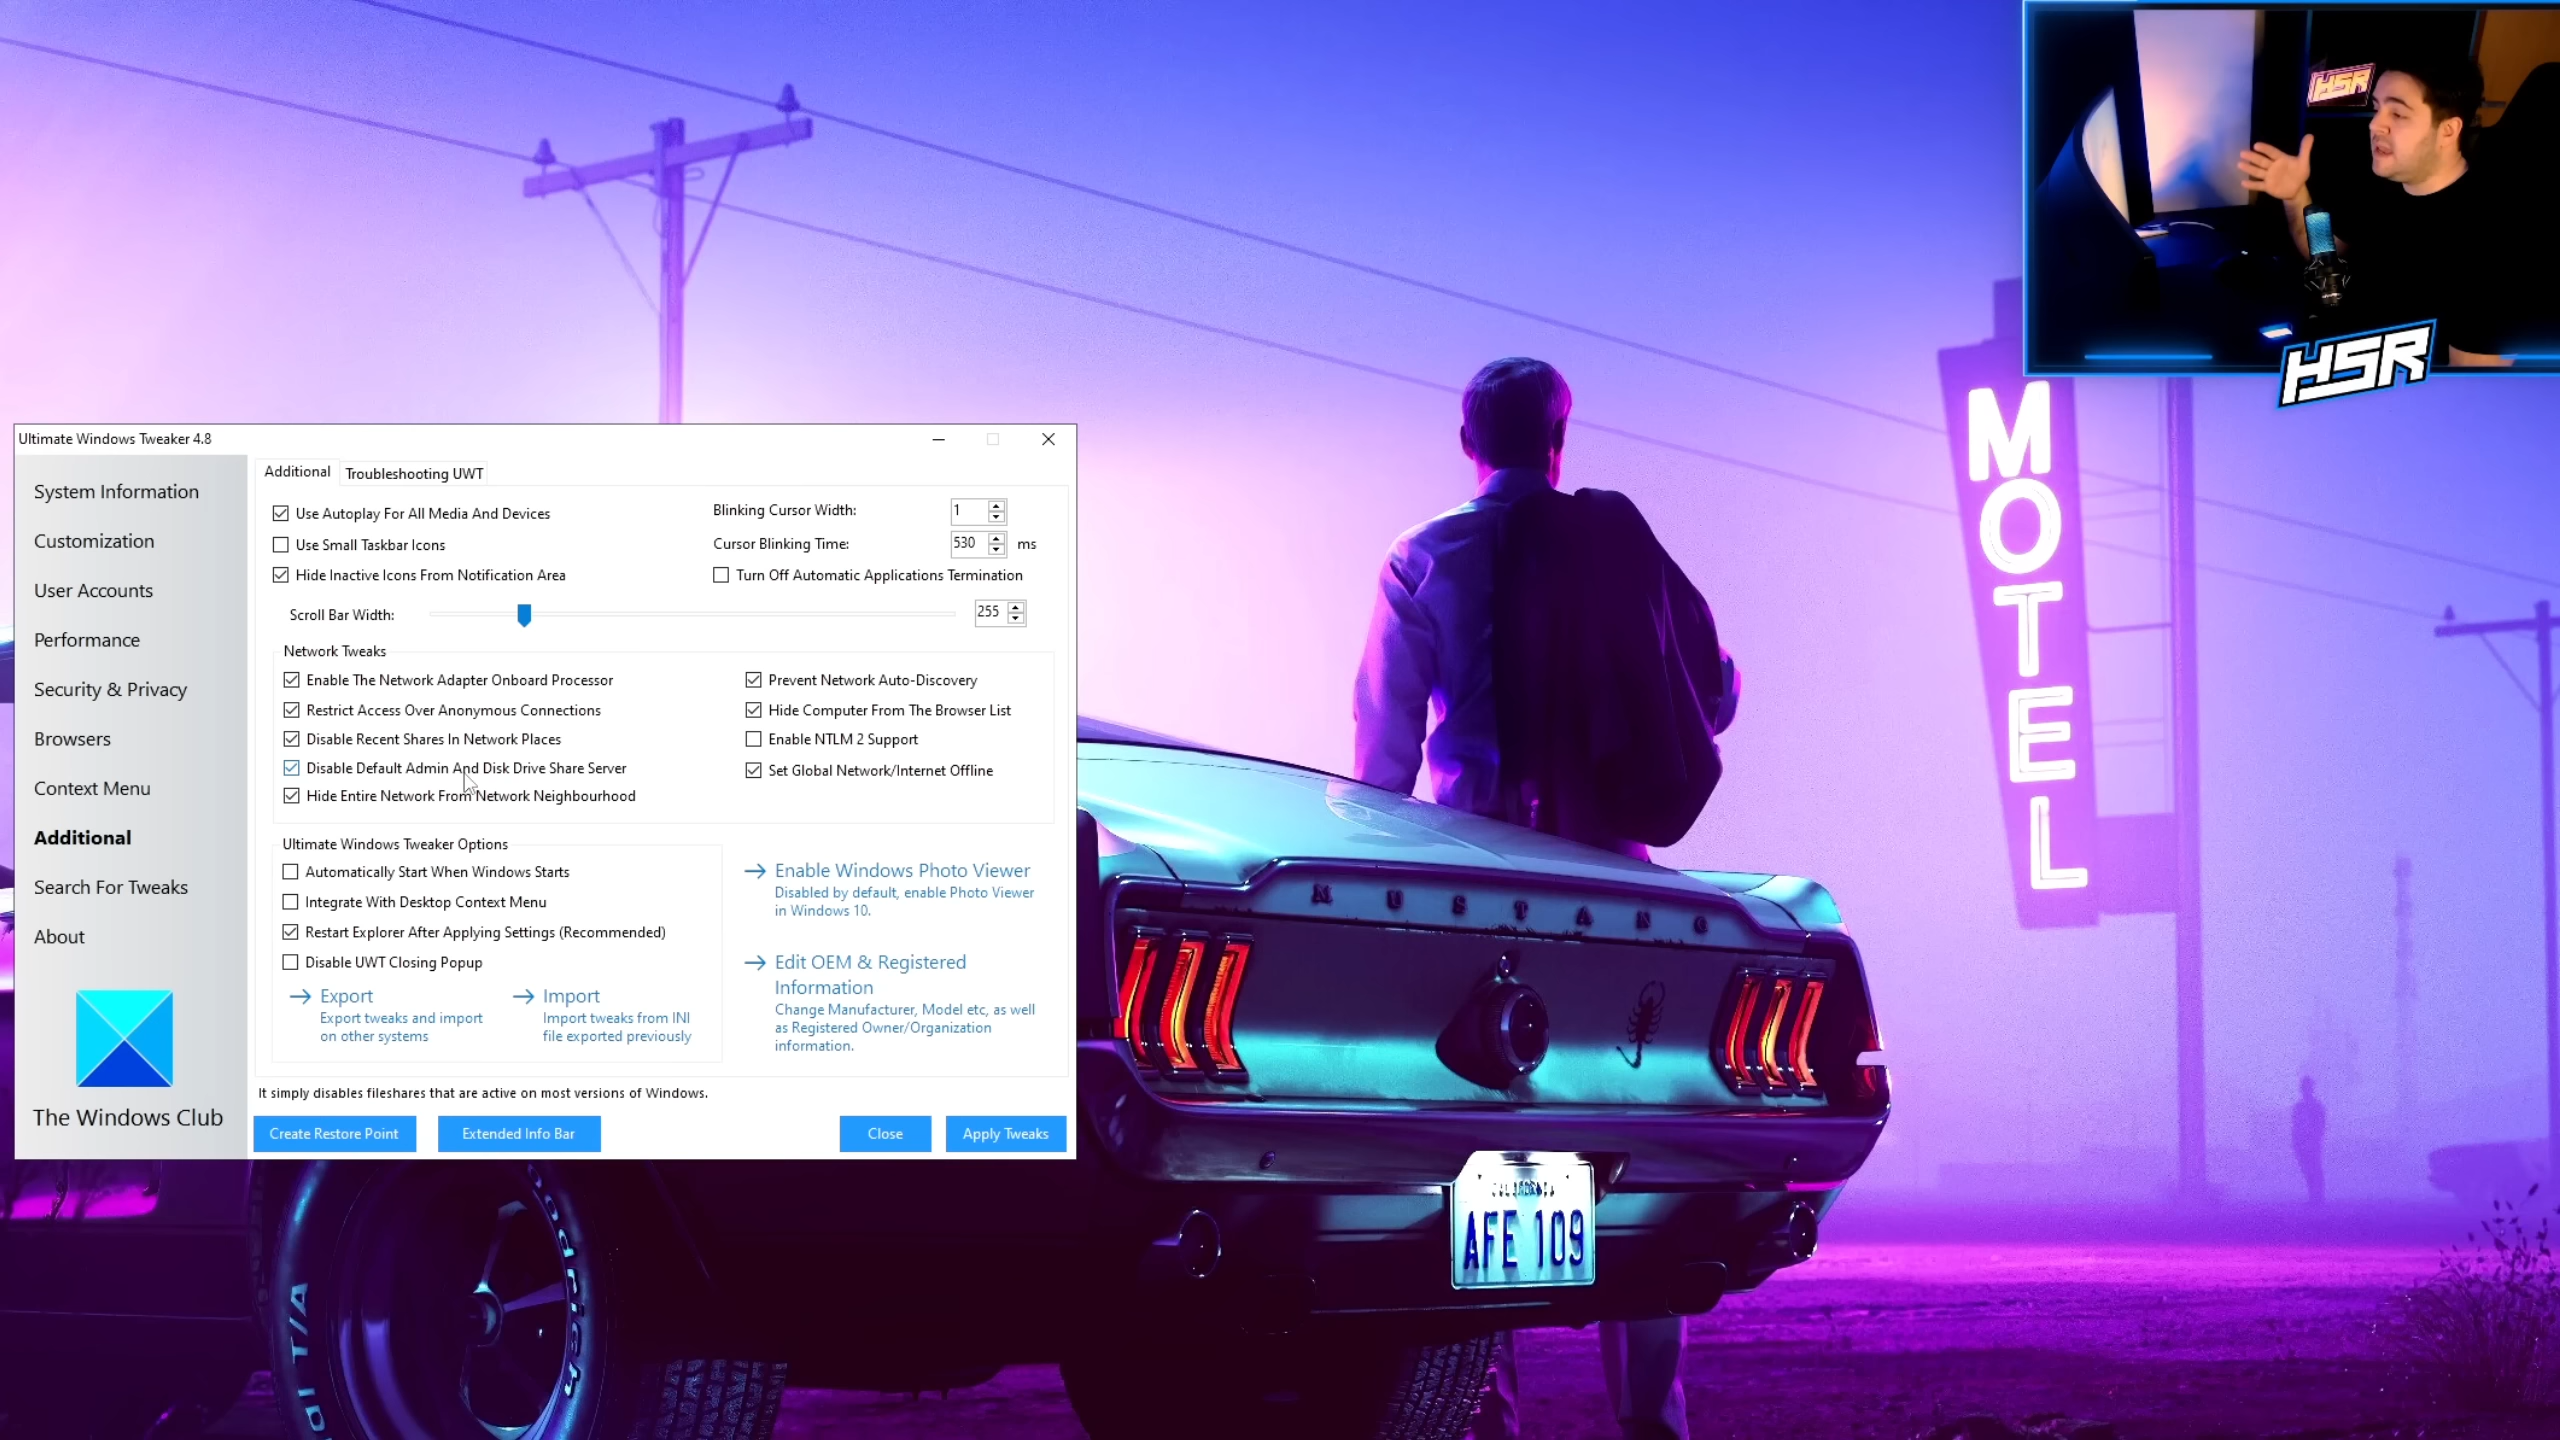 HSR
HSR
MOTEL
Ultimate Windows Tweaker 4.8
System Information
Customization
User Accounts
Performance
Security & Privacy
Browsers
Context Menu
Additional
Search For Tweaks
About
The Windows Club
Additional
Troubleshooting UWT
Use Autoplay For All Media And Devices
Use Small Taskbar Icons
Hide Inactive Icons From Notification Area
Blinking Cursor Width: 1
Cursor Blinking Time: 530 ms
Turn Off Automatic Applications Termination
Scroll Bar Width: 255
Network Tweaks
Enable The Network Adapter Onboard Processor
Restrict Access Over Anonymous Connections
Disable Recent Shares In Network Places
Disable Default Admin And Disk Drive Share Server
Hide Entire Network From Network Neighbourhood
Prevent Network Auto-Discovery
Hide Computer From The Browser List
Enable NTLM 2 Support
Set Global Network/Internet Offline
Ultimate Windows Tweaker Options
Automatically Start When Windows Starts
Integrate With Desktop Context Menu
Restart Explorer After Applying Settings (Recommended)
Disable UWT Closing Popup
Export
Export tweaks and import
on other systems
Import
Import tweaks from INI
file exported previously
Enable Windows Photo Viewer
Disabled by default, enable Photo Viewer
in Windows 10.
Edit OEM & Registered
Information
Change Manufacturer, Model etc, as well
as Registered Owner/Organization
information.
It simply disables fileshares that are active on most versions of Windows.
Create Restore Point
Extended Info Bar
Close
Apply Tweaks
MUSTANG
CALIFORNIA
AFE 109